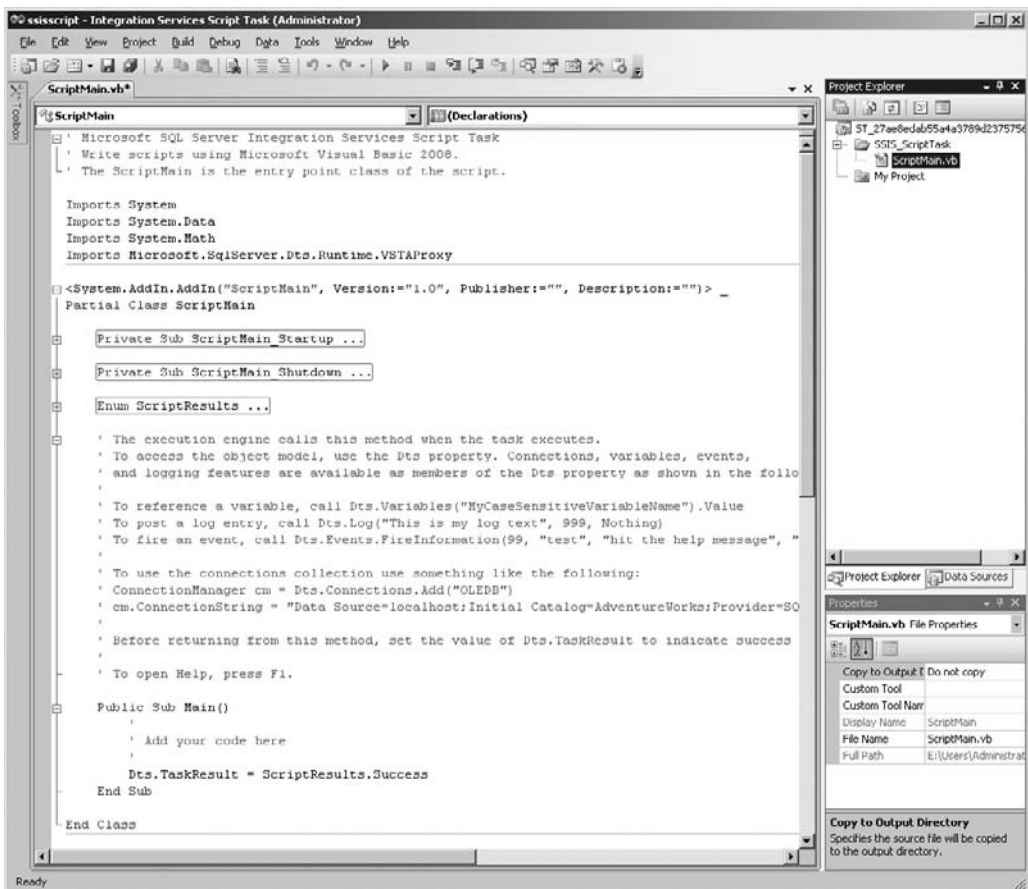 ssisscript - Integration Services Script Task (Administrator)
File Edit View Project Build Debug Data Tools Window Help
Toolbox
ScriptMain.vb*
ScriptMain
(Declarations)
' Microsoft SQL Server Integration Services Script Task
' Write scripts using Microsoft Visual Basic 2008.
' The ScriptMain is the entry point class of the script.
Imports System
Imports System.Data
Imports System.Math
Imports Microsoft.SqlServer.Dts.Runtime.VSTAProxy
<System.AddIn.AddIn("ScriptMain", Version:="1.0", Publisher:="", Description:="")> _
Partial Class ScriptMain
Private Sub ScriptMain_Startup ...
Private Sub ScriptMain_Shutdown ...
Enum ScriptResults ...
' The execution engine calls this method when the task executes.
' To access the object model, use the Dts property. Connections, variables, events,
' and logging features are available as members of the Dts property as shown in the follo
'
' To reference a variable, call Dts.Variables("MyCaseSensitiveVariableName").Value
' To post a log entry, call Dts.Log("This is my log text", 999, Nothing)
' To fire an event, call Dts.Events.FireInformation(99, "test", "hit the help message", "
'
' To use the connections collection use something like the following:
' ConnectionManager cm = Dts.Connections.Add("OLEDB")
' cm.ConnectionString = "Data Source=localhost;Initial Catalog=AdventureWorks;Provider=SQ
'
' Before returning from this method, set the value of Dts.TaskResult to indicate success
'
' To open Help, press F1.
Public Sub Main()
'
' Add your code here
'
Dts.TaskResult = ScriptResults.Success
End Sub
End Class
Project Explorer
ST_27ae8edab55a4a3789d2375756
SSIS_ScriptTask
ScriptMain.vb
My Project
Project Explorer
Data Sources
Properties
ScriptMain.vb File Properties
Copy to Output D Do not copy
Custom Tool
Custom Tool Nam
Display Name ScriptMain
File Name ScriptMain.vb
Full Path E:\Users\Administrat
Copy to Output Directory
Specifies the source file will be copied
to the output directory.
Ready